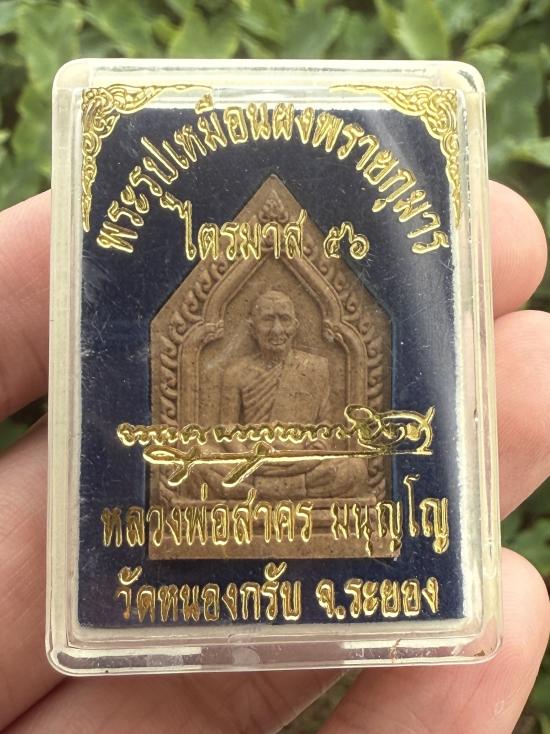 พระรูปเหมือนผงพรายกุมาร
ไตรมาส ๕๖
หลวงพ่อสาคร มนุญโญ
วัดหนองกรับ จ.ระยอง